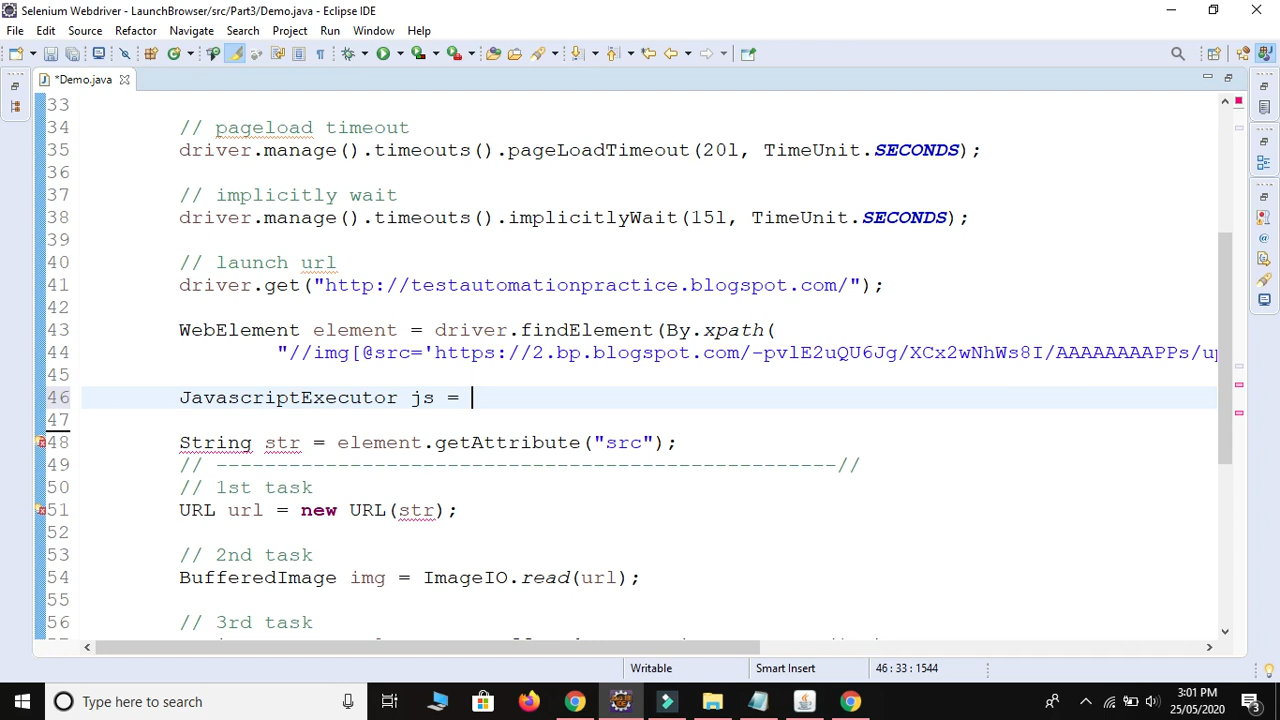 Selenium Webdriver - LaunchBrowser/src/Part3/Demo.java - Eclipse IDE
File Edit Source Refactor Navigate Search Project Run Window Help
*Demo.java
33
34 // pageload timeout
35 driver.manage().timeouts().pageLoadTimeout(20l, TimeUnit.SECONDS);
36
37 // implicitly wait
38 driver.manage().timeouts().implicitlyWait(15l, TimeUnit.SECONDS);
39
40 // launch url
41 driver.get("http://testautomationpractice.blogspot.com/");
42
43 WebElement element = driver.findElement(By.xpath(
44 "//img[@src='https://2.bp.blogspot.com/-pvlE2uQU6Jg/XCx2wNhWs8I/AAAAAAAAPPs/up
45
46 JavascriptExecutor js =
47
48 String str = element.getAttribute("src");
49 // ---------------------------------------------------//
50 // 1st task
51 URL url = new URL(str);
52
53 // 2nd task
54 BufferedImage img = ImageIO.read(url);
55
56 // 3rd task
Writable Smart Insert 46 : 33 : 1544
Type here to search
3:01 PM
25/05/2020
3